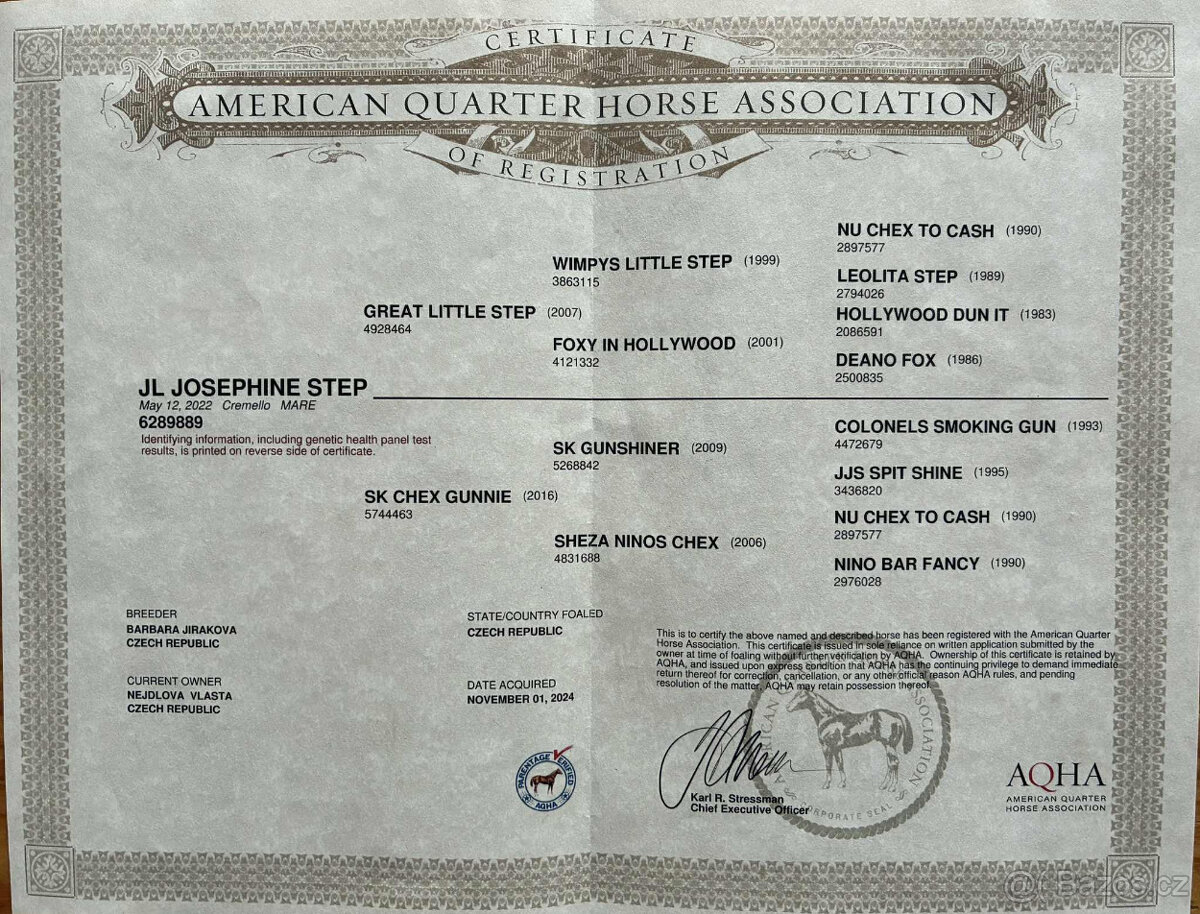 CERTIFICATE
AMERICAN QUARTER HORSE ASSOCIATION
OF REGISTRATION
NU CHEX TO CASH (1990)
2897577
WIMPYS LITTLE STEP (1999)
3863115
LEOLITA STEP (1989)
2794026
GREAT LITTLE STEP (2007)
4928464
HOLLYWOOD DUN IT (1983)
2086591
FOXY IN HOLLYWOOD (2001)
4121332
DEANO FOX (1986)
2500835
JL JOSEPHINE STEP
May 12, 2022 Cremello MARE
6289889
Identifying information, including genetic health panel test
results, is printed on reverse side of certificate.
COLONELS SMOKING GUN (1993)
4472679
SK GUNSHINER (2009)
5268842
JJS SPIT SHINE (1995)
3436820
SK CHEX GUNNIE (2016)
5744463
NU CHEX TO CASH (1990)
2897577
SHEZA NINOS CHEX (2006)
4831688
NINO BAR FANCY (1990)
2976028
BREEDER
BARBARA JIRAKOVA
CZECH REPUBLIC
STATE/COUNTRY FOALED
CZECH REPUBLIC
CURRENT OWNER
NEJDLOVA VLASTA
CZECH REPUBLIC
DATE ACQUIRED
NOVEMBER 01, 2024
This is to certify the above named and described horse has been registered with the American Quarter
Horse Association. This certificate is issued in sole reliance on written application submitted by the
owner at time of foaling without further verification by AQHA. Ownership of this certificate is retained by
AQHA, and issued upon express condition that AQHA has the continuing privilege to demand immediate
return thereof for correction, cancellation, or any other official reason AQHA rules, and pending
resolution of the matter, AQHA may retain possession thereof.
PARENTAGE VERIFIED
AQHA
Karl R. Stressman
Chief Executive Officer
CORPORATE SEAL
AQHA
AMERICAN QUARTER
HORSE ASSOCIATION
Bazos.cz